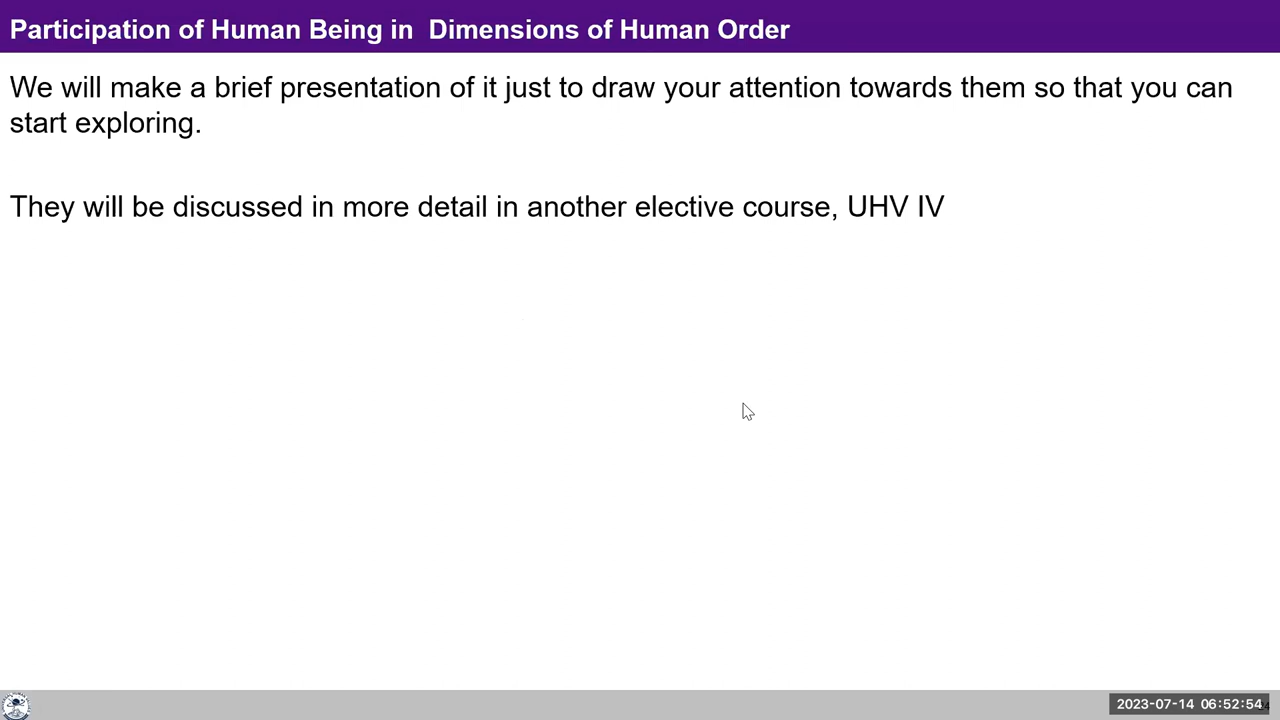 Participation of Human Being in  Dimensions of Human Order
We will make a brief presentation of it just to draw your attention towards them so that you can
start exploring.
They will be discussed in more detail in another elective course, UHV IV
2023-07-14 06:52:54